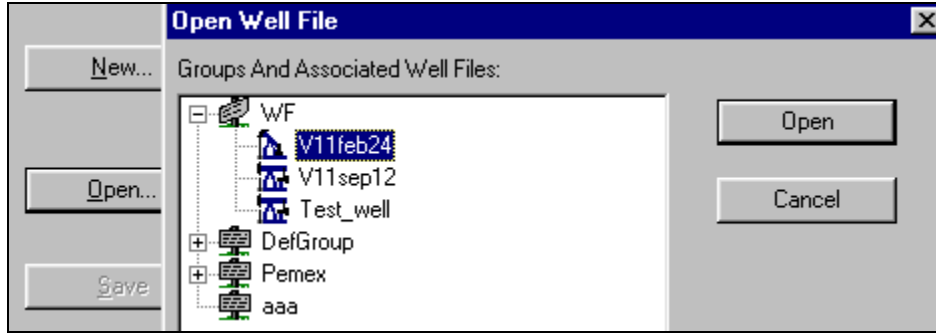 Open Well File
New...
Groups And Associated Well Files:
WF
Open
V11feb24
V11sep12
Open...
Cancel
Test_well
DefGroup
Pemex
Save
aaa